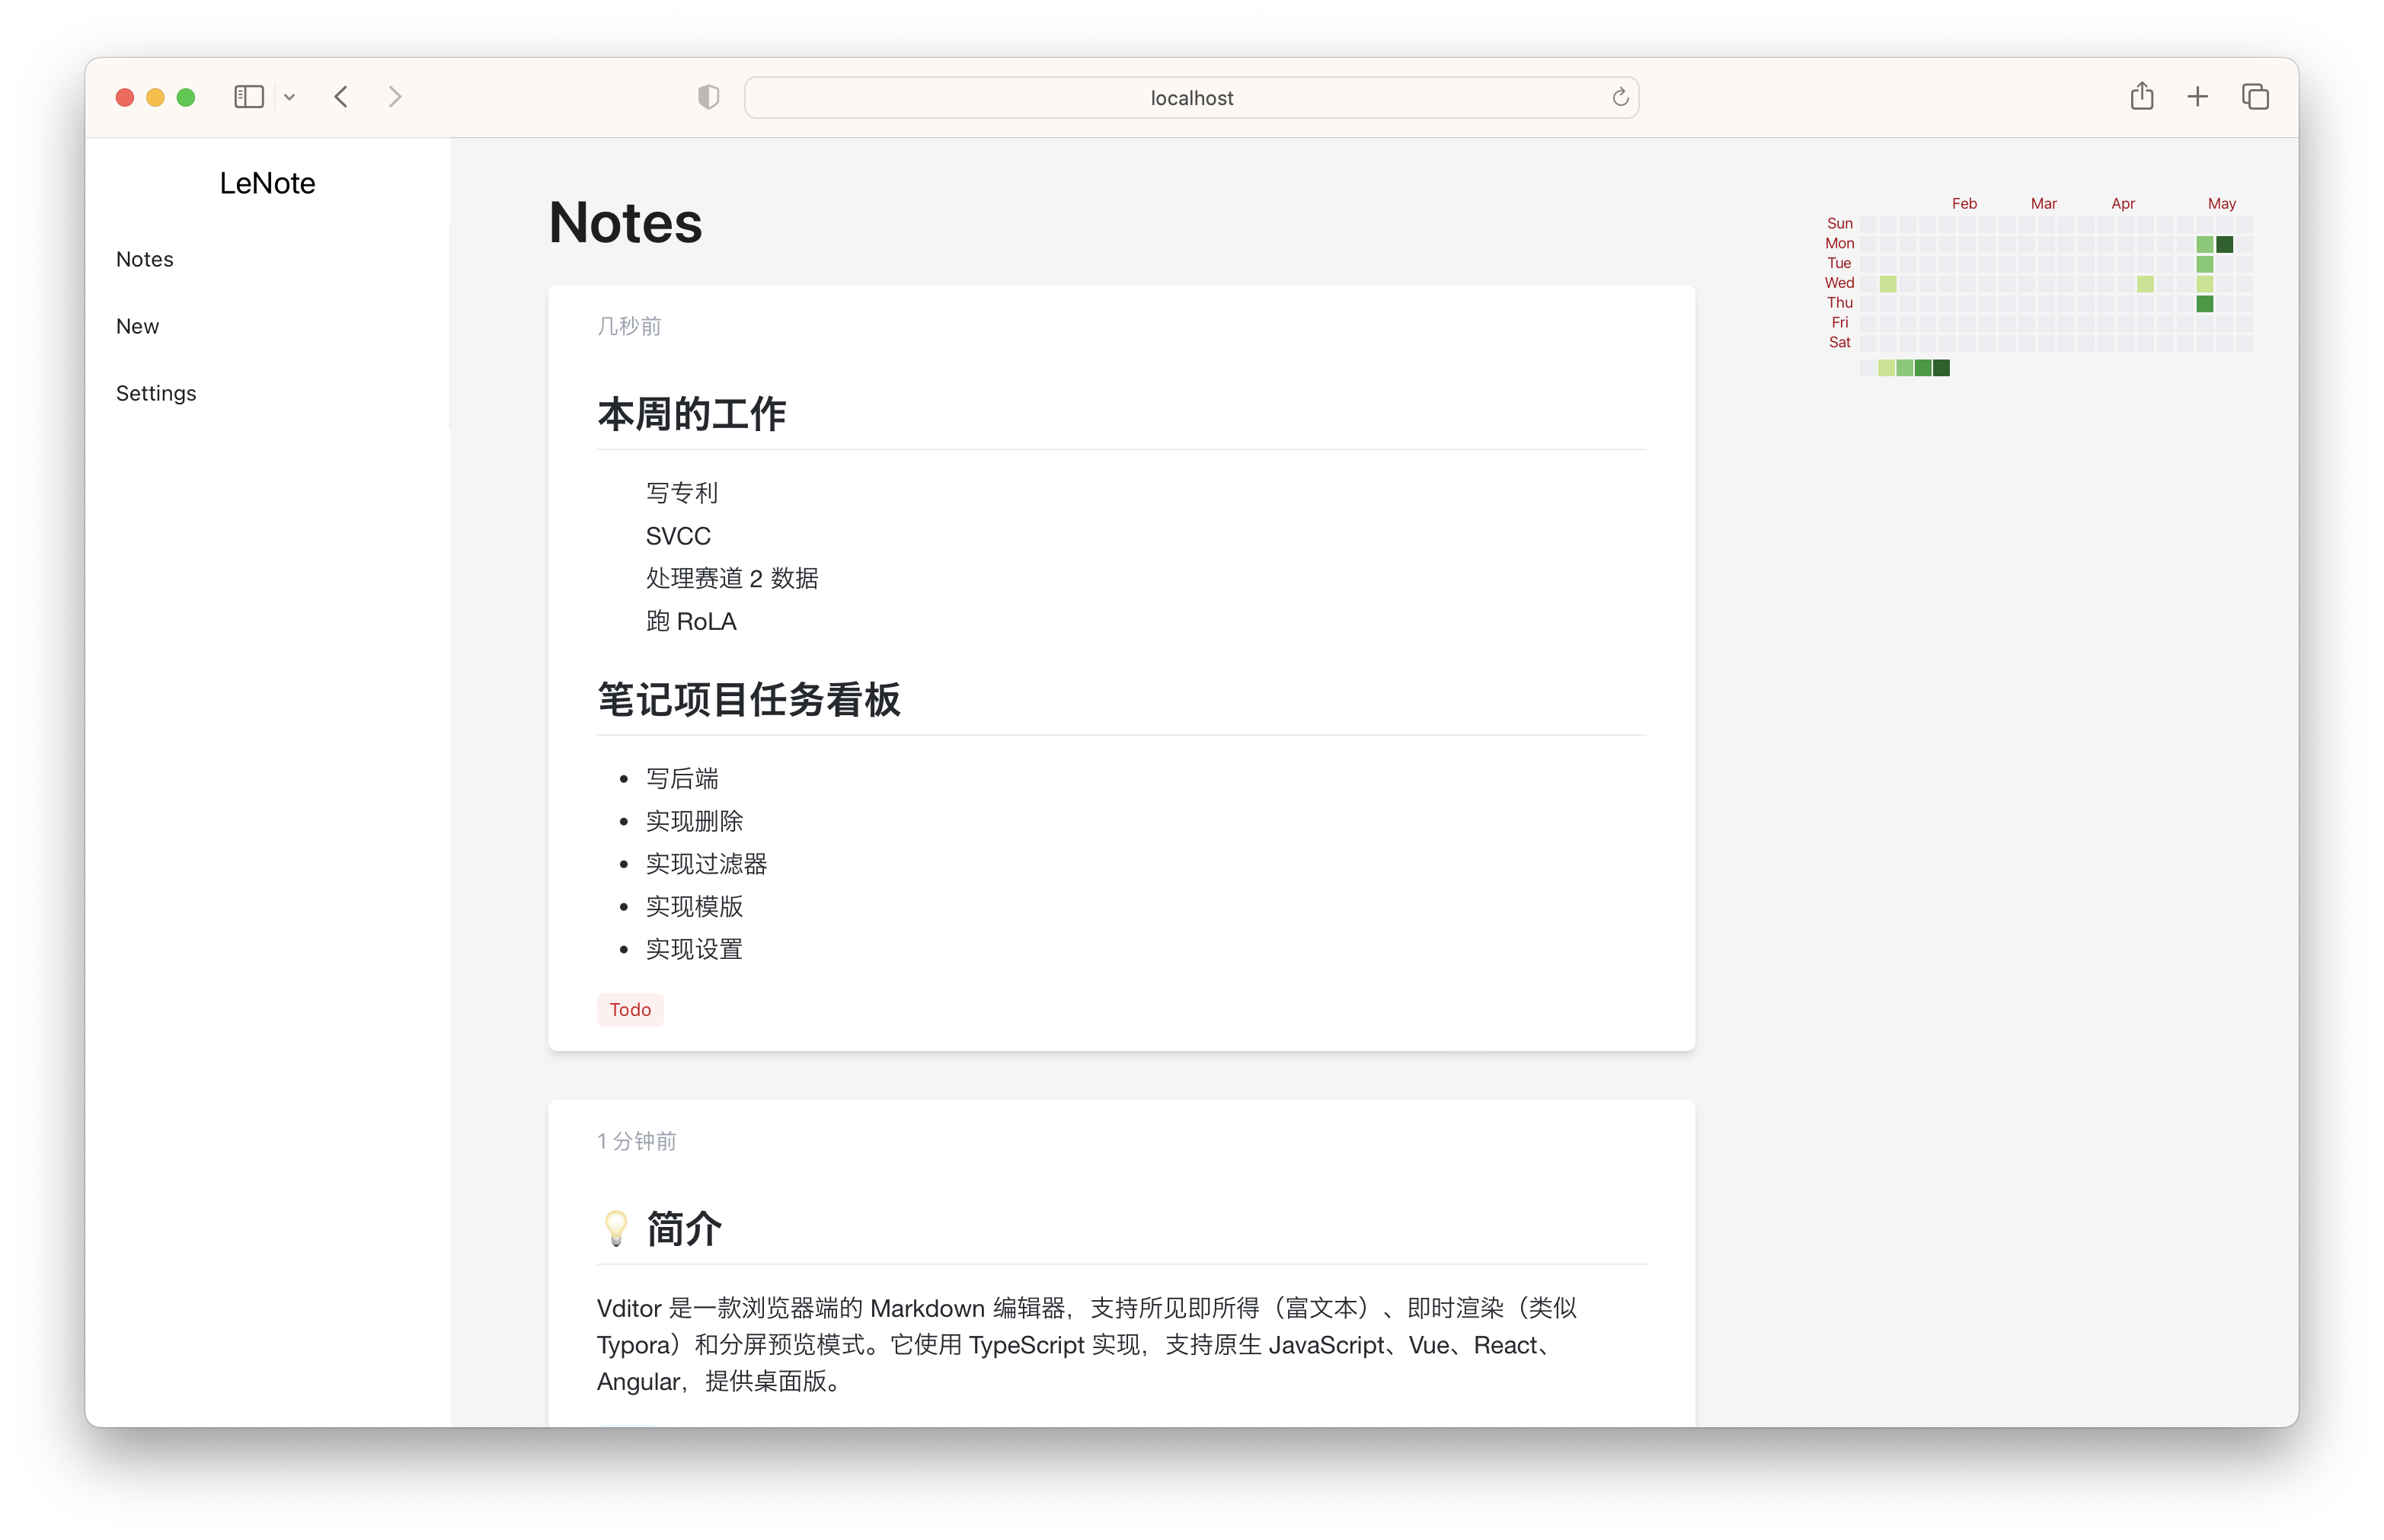 localhost
LeNote
Notes
New
Settings
Notes
几秒前
本周的工作
写专利
SVCC
处理赛道 2 数据
跑 RoLA
笔记项目任务看板
写后端
实现删除
实现过滤器
实现模版
实现设置
Todo
1 分钟前
💡 简介
Vditor 是一款浏览器端的 Markdown 编辑器，支持所见即所得（富文本）、即时渲染（类似
Typora）和分屏预览模式。它使用 TypeScript 实现，支持原生 JavaScript、Vue、React、
Angular，提供桌面版。
Feb Mar Apr May
Sun
Mon
Tue
Wed
Thu
Fri
Sat